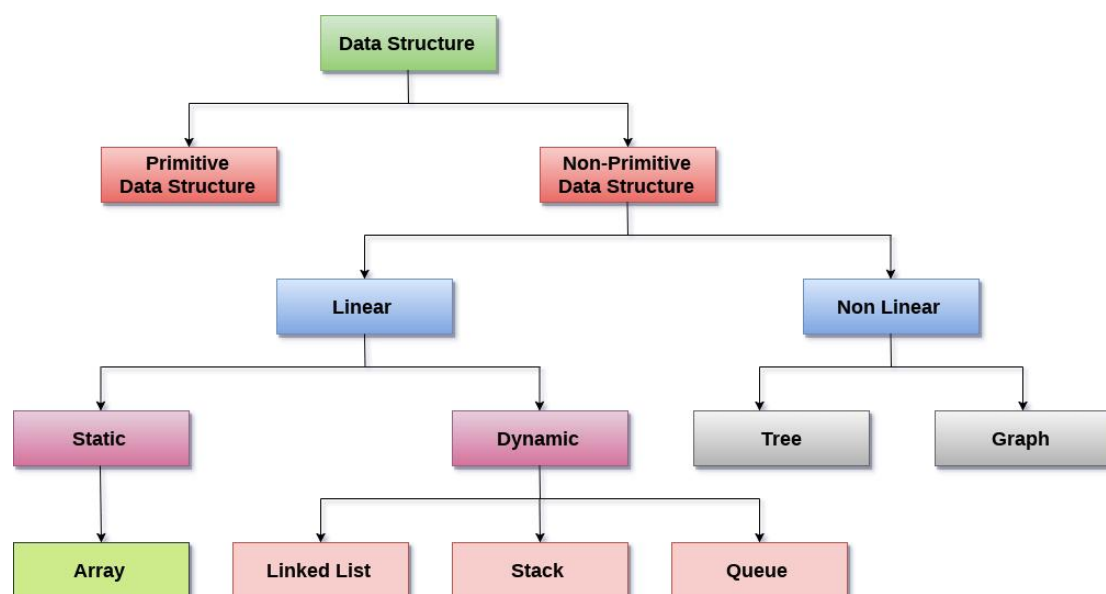 Data Structure
Primitive
Data Structure
Non-Primitive
Data Structure
Linear
Non Linear
Static
Dynamic
Tree
Graph
Array
Linked List
Stack
Queue